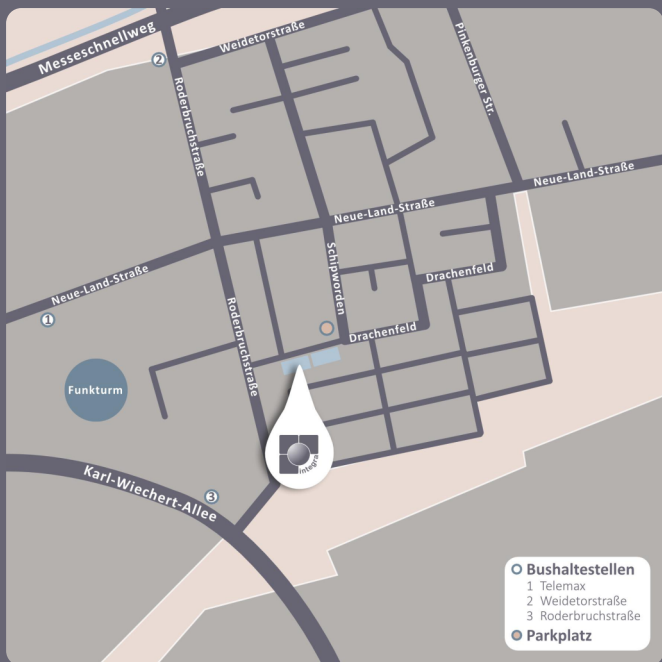 Messeschnellweg
Weidetorstraße
2
Pinkenburger Str.
Roderbruchstraße
Neue-Land-Straße
Neue-Land-Straße
Schipworden
Drachenfeld
Neue-Land-Straße
Roderbruchstraße
1
Drachenfeld
Funkturm
integra
Karl-Wiechert-Allee
3
Bushaltestellen
1 Telemax
2 Weidetorstraße
3 Roderbruchstraße
Parkplatz